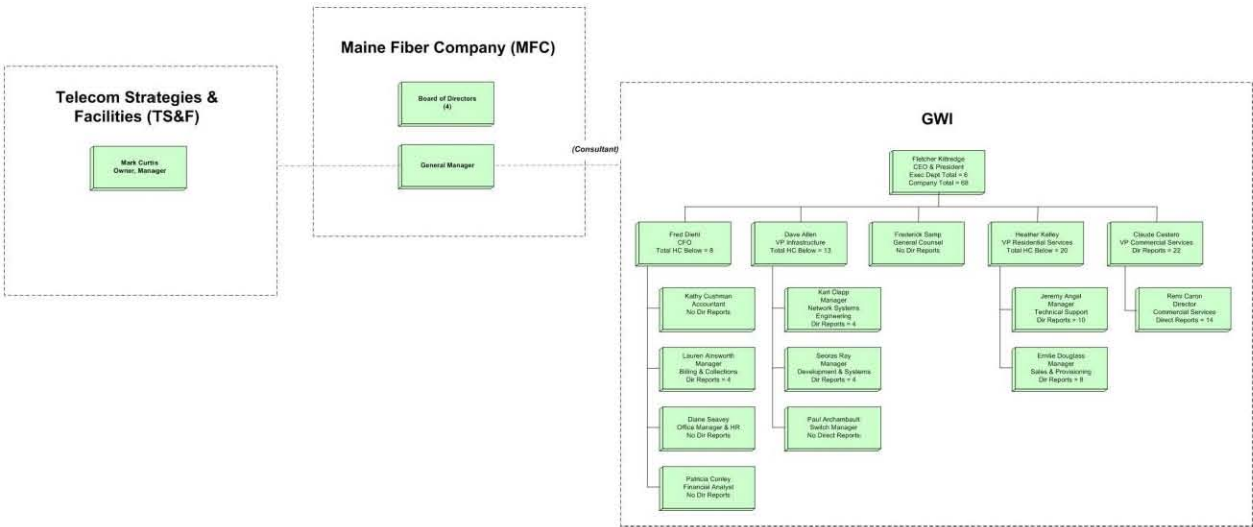 Maine Fiber Company (MFC)
Board of Directors
(4)
General Manager
Telecom Strategies &
Facilities (TS&F)
Mark Curtis
Owner, Manager
(Consultant)
GWI
Fletcher Kittredge
CEO & President
Exec Dept Total = 6
Company Total = 68
Fred Diehl
CFO
Total HC Below = 8
Dave Allen
VP Infrastructure
Total HC Below = 13
Frederick Samp
General Counsel
No Dir Reports
Heather Kelley
VP Residential Services
Total HC Below = 20
Claude Cestero
VP Commercial Services
Dir Reports = 22
Kathy Cushman
Accountant
No Dir Reports
Lauren Ainsworth
Manager
Billing & Collections
Dir Reports = 4
Diane Seavey
Office Manager & HR
No Dir Reports
Patricia Conley
Financial Analyst
No Dir Reports
Clapp
Manager
Network Systems
Engineering
Dir Reports = 4
Roy
Manager
Development & Systems
Dir Reports = 4
Paul Archambault
Switch Manager
No Direct Reports
Jeremy Angel
Manager
Technical Support
Dir Reports = 10
Emilie Douglass
Manager
Sales & Provisioning
Dir Reports = 8
Caron
Director
Commercial Services
Direct Reports = 14